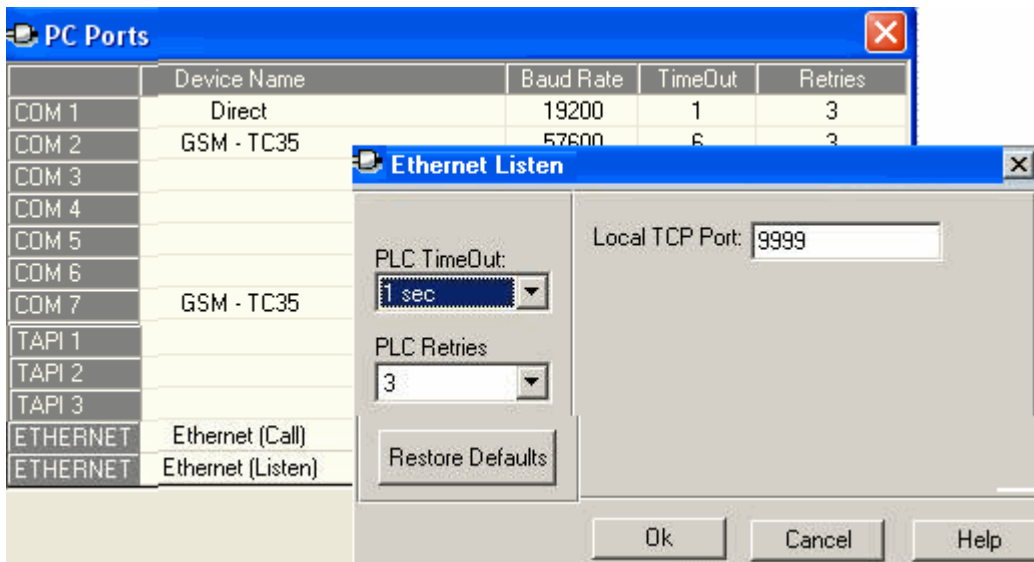 PC Ports
Device Name Baud Rate TimeOut Retries
COM 1 Direct 19200 1 3
COM 2 GSM - TC35 57600 6 3
COM 3
COM 4
COM 5
COM 6
COM 7 GSM - TC35
TAPI 1
TAPI 2
TAPI 3
ETHERNET Ethernet (Call)
ETHERNET Ethernet (Listen)
Ethernet Listen
PLC TimeOut:
1 sec
PLC Retries
3
Restore Defaults
Local TCP Port: 9999
Ok Cancel Help